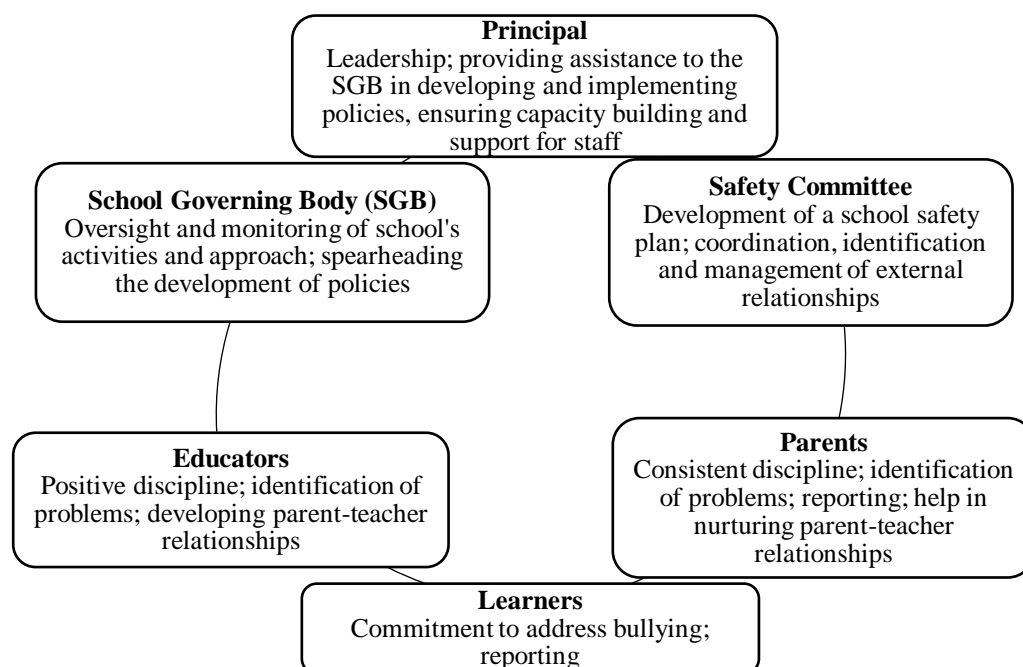 Principal
Leadership; providing assistance to the
SGB in developing and implementing
policies, ensuring capacity building and
support for staff
School Governing Body (SGB)
Oversight and monitoring of school's
activities and approach; spearheading
the development of policies
Safety Committee
Development of a school safety
plan; coordination, identification
and management of external
relationships
Educators
Positive discipline; identification of
problems; developing parent-teacher
relationships
Parents
Consistent discipline; identification
of problems; reporting; help in
nurturing parent-teacher
relationships
Learners
Commitment to address bullying;
reporting